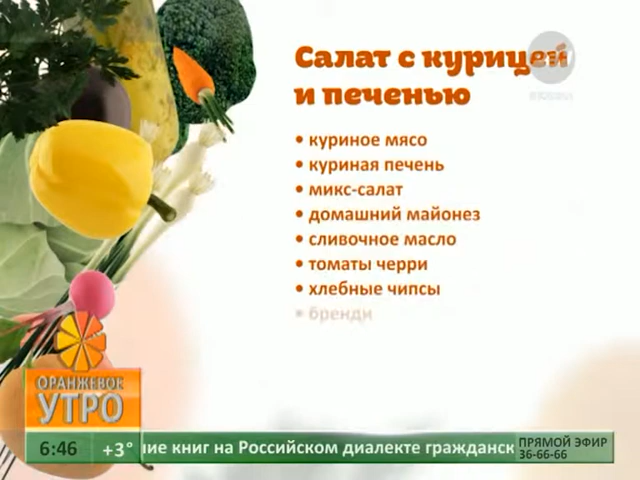 Салат с курицей
и печенью
• куриное мясо
• куриная печень
• микс-салат
• домашний майонез
• сливочное масло
• томаты черри
• хлебные чипсы
• бренди
ОРАНЖЕВОЕ
УТРО
6:46 +3° ние книг на Российском диалекте гражданск
ПРЯМОЙ ЭФИР
36-66-66